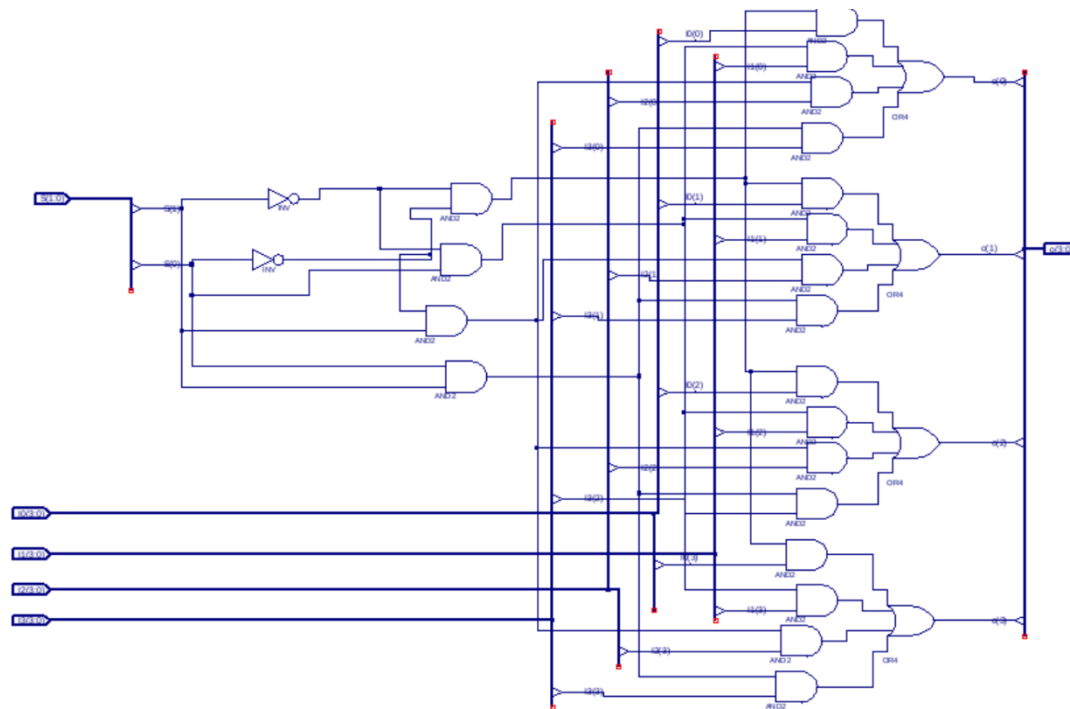 I0(0)
AND2
I1(0)
AND2
o(0)
I2(0)
AND2
OR4
I3(0)
AND2
S(1:0)
S(1)
INV
AND2
I0(1)
AND2
I1(1)
AND2
o(1)
o(3:0)
S(0)
INV
AND2
I2(1)
AND2
OR4
I3(1)
AND2
AND2
AND2
I0(2)
AND2
I1(2)
AND2
o(2)
I2(2)
AND2
OR4
I3(2)
AND2
I0(3:0)
I1(3:0)
I0(3)
AND2
I2(3:0)
I1(3)
AND2
I3(3:0)
o(3)
I2(3)
AND2
OR4
I3(3)
AND2